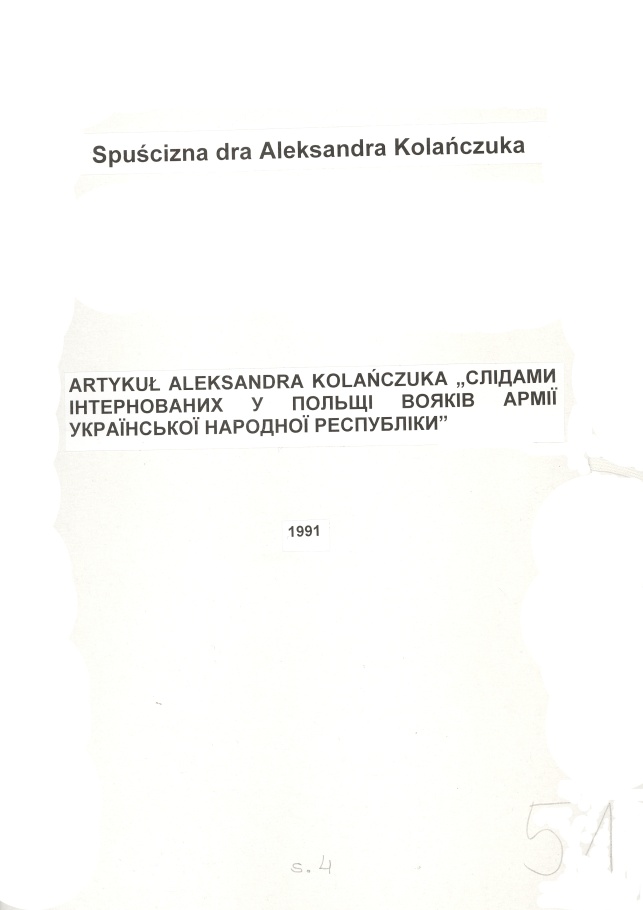 Spuścizna dra Aleksandra Kolańczuka
ARTYKUŁ ALEKSANDRA KOLAŃCZUKA „СЛІДАМИ
ІНТЕРНОВАНИХ У ПОЛЬЩІ ВОЯКІВ АРМІЇ
УКРАЇНСЬКОЇ НАРОДНОЇ РЕСПУБЛІКИ”
1991
51
s. 4